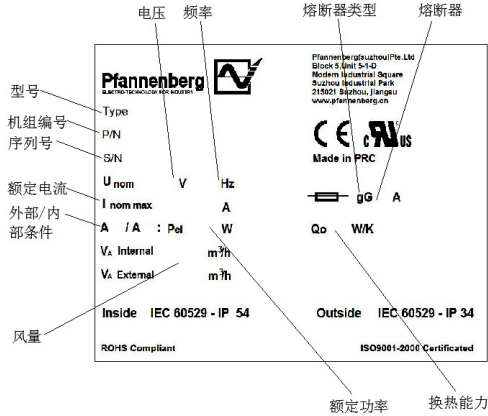 电压 频率 熔断器类型 熔断器
Pfannenberg(suzhou)Pte.Ltd
Block 5,Unit 5-1-D
Modern Industrial Square
Suzhou Industrial Park
215021 Suzhou, jiangsu
www.pfannenberg.cn
Pfannenberg
ELECTRO-TECHNOLOGY FOR INDUSTRY
型号 Type
机组编号 P/N
序列号 S/N
CE c RU US
Made in PRC
U nom V Hz
额定电流 I nom max A gG A
外部/内部条件 A / A : Pel W Qo W/K
VA Internal m³/h
VA External m³/h
Inside IEC 60529 - IP 54 Outside IEC 60529 - IP 34
风量
ROHS Compliant ISO9001-2000 Certificated
额定功率 换热能力